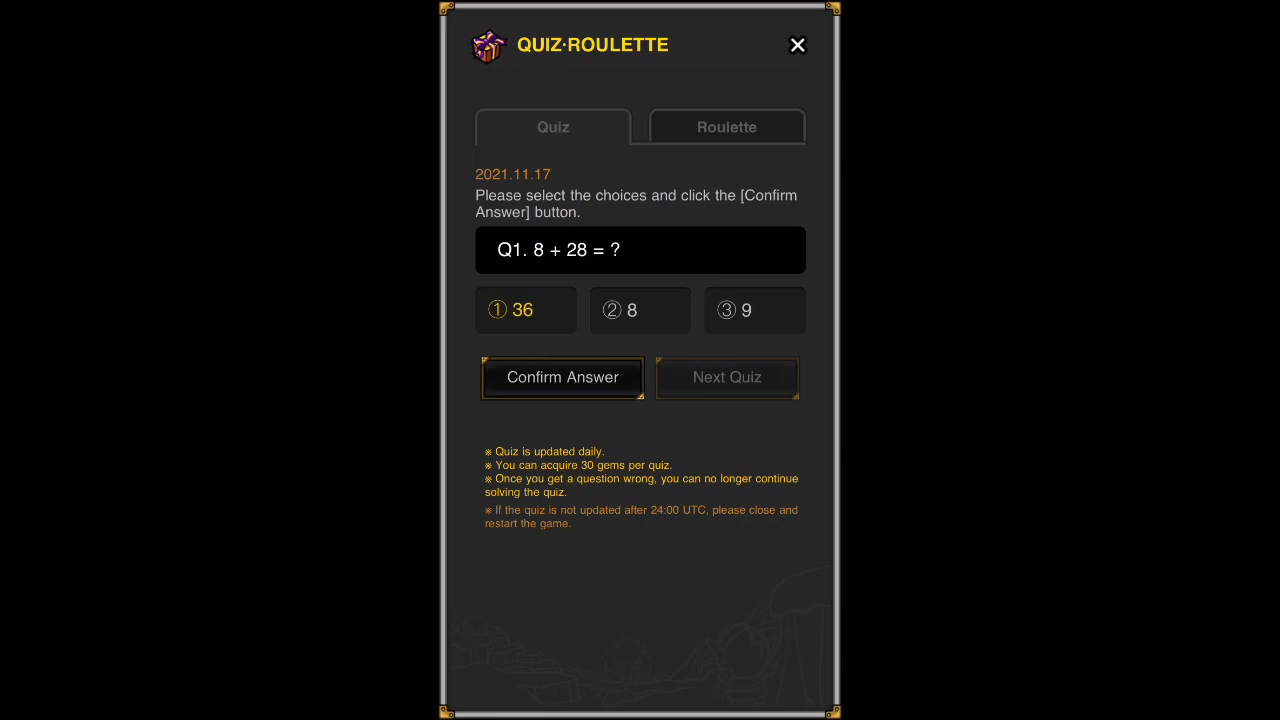 QUIZ·ROULETTE
Quiz
Roulette
2021.11.17
Please select the choices and click the [Confirm
Answer] button.
Q1. 8 + 28 = ?
① 36
② 8
③ 9
Confirm Answer
Next Quiz
※ Quiz is updated daily.
※ You can acquire 30 gems per quiz.
※ Once you get a question wrong, you can no longer continue
solving the quiz.
※ If the quiz is not updated after 24:00 UTC, please close and
restart the game.